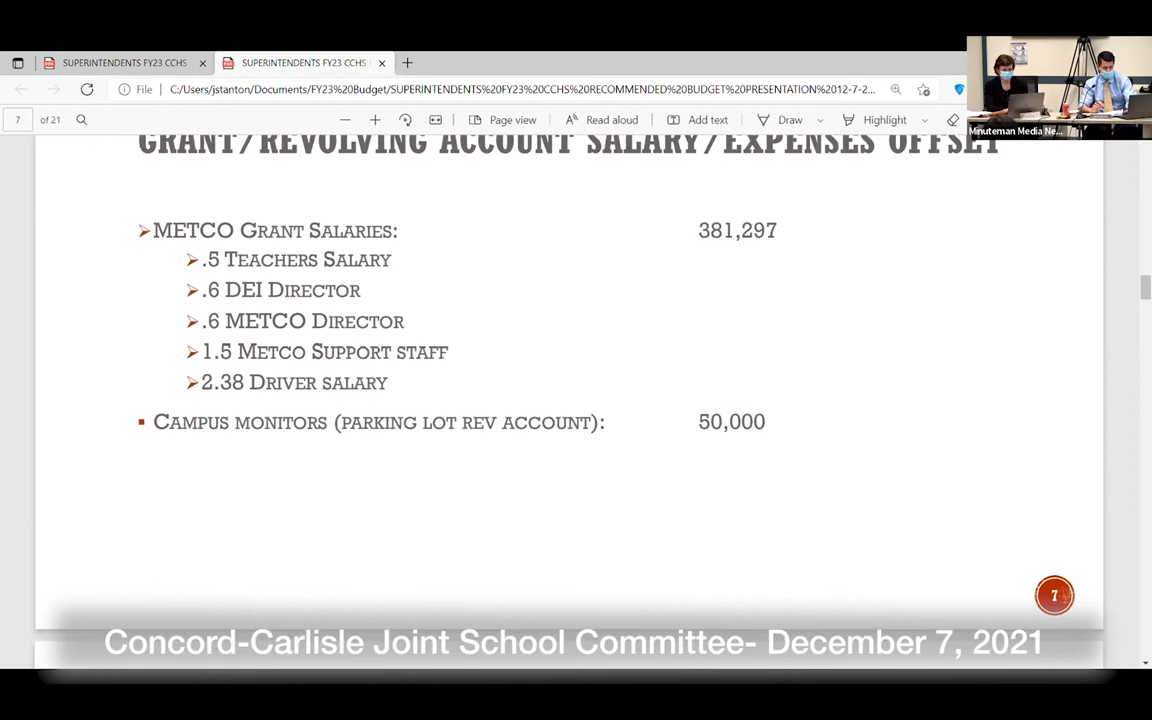 SUPERINTENDENTS FY23 CCHS
SUPERINTENDENTS FY23 CCHS
File
C:/Users/jstanton/Documents/FY23%20Budget/SUPERINTENDENTS%20FY23%20CCHS%20RECOMMENDED%20BUDGET%20PRESENTATION%2012-7-2...
7 of 21
Page view
Read aloud
Add text
Draw
Highlight
Minuteman Media Ne...
GRANT/REVOLVING ACCOUNT SALARY/EXPENSES OFFSET
METCO GRANT SALARIES: 381,297
.5 TEACHERS SALARY
.6 DEI DIRECTOR
.6 METCO DIRECTOR
1.5 METCO SUPPORT STAFF
2.38 DRIVER SALARY
CAMPUS MONITORS (PARKING LOT REV ACCOUNT): 50,000
7
Concord-Carlisle Joint School Committee- December 7, 2021